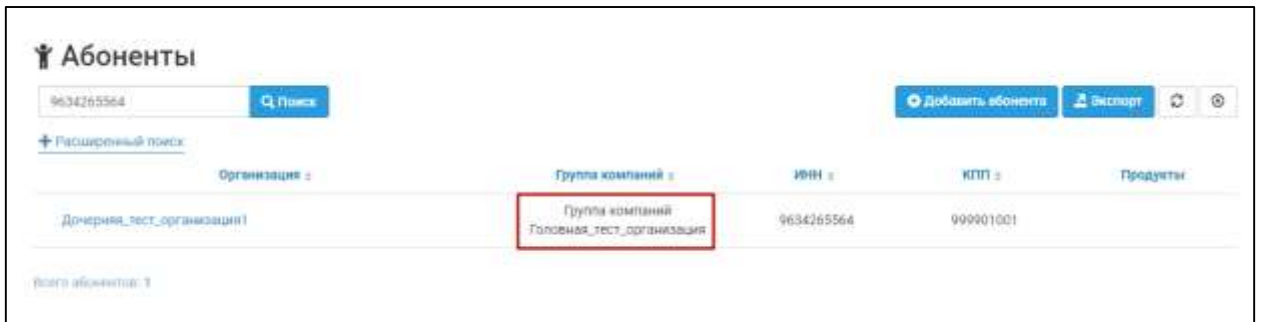 Абоненты
9634265564 Поиск Добавить абонента Экспорт
Расширенный поиск
Организация Группа компаний ИНН КПП Продукты
Дочерняя_тест_организация1 Группа компаний 9634265564 999901001
Головная_тест_организация
Всего абонентов: 1